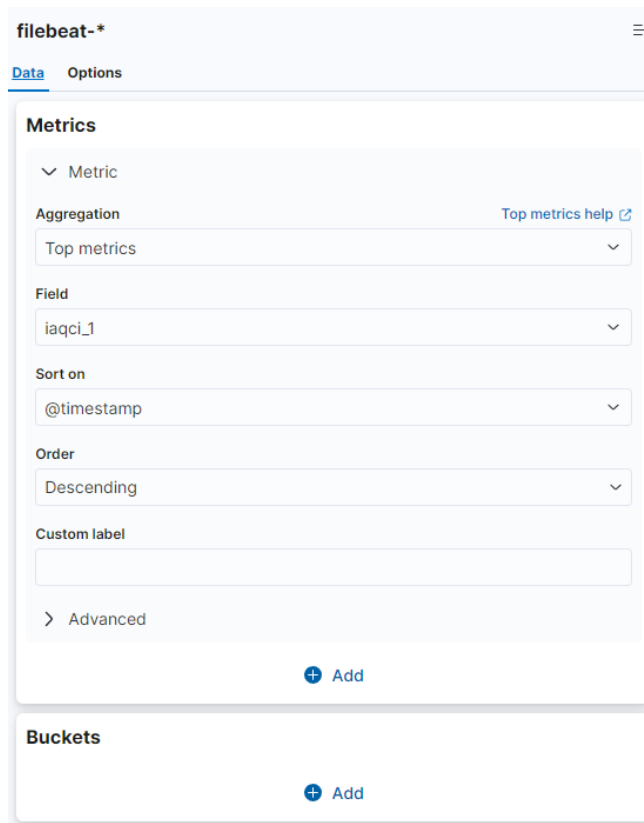 filebeat-*
Data Options
Metrics
Metric
Aggregation Top metrics help
Top metrics
Field
iaqci_1
Sort on
@timestamp
Order
Descending
Custom label
Advanced
Add
Buckets
Add